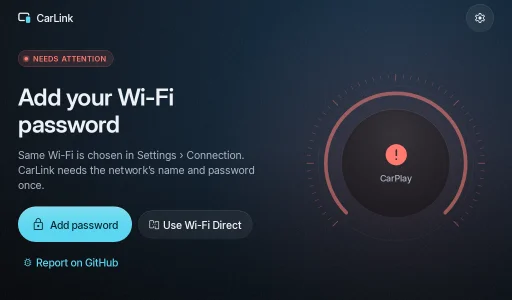 CarLink
NEEDS ATTENTION
Add your Wi-Fi
password
Same Wi-Fi is chosen in Settings › Connection.
CarLink needs the network's name and password
once.
Add password
Use Wi-Fi Direct
Report on GitHub
!
CarPlay